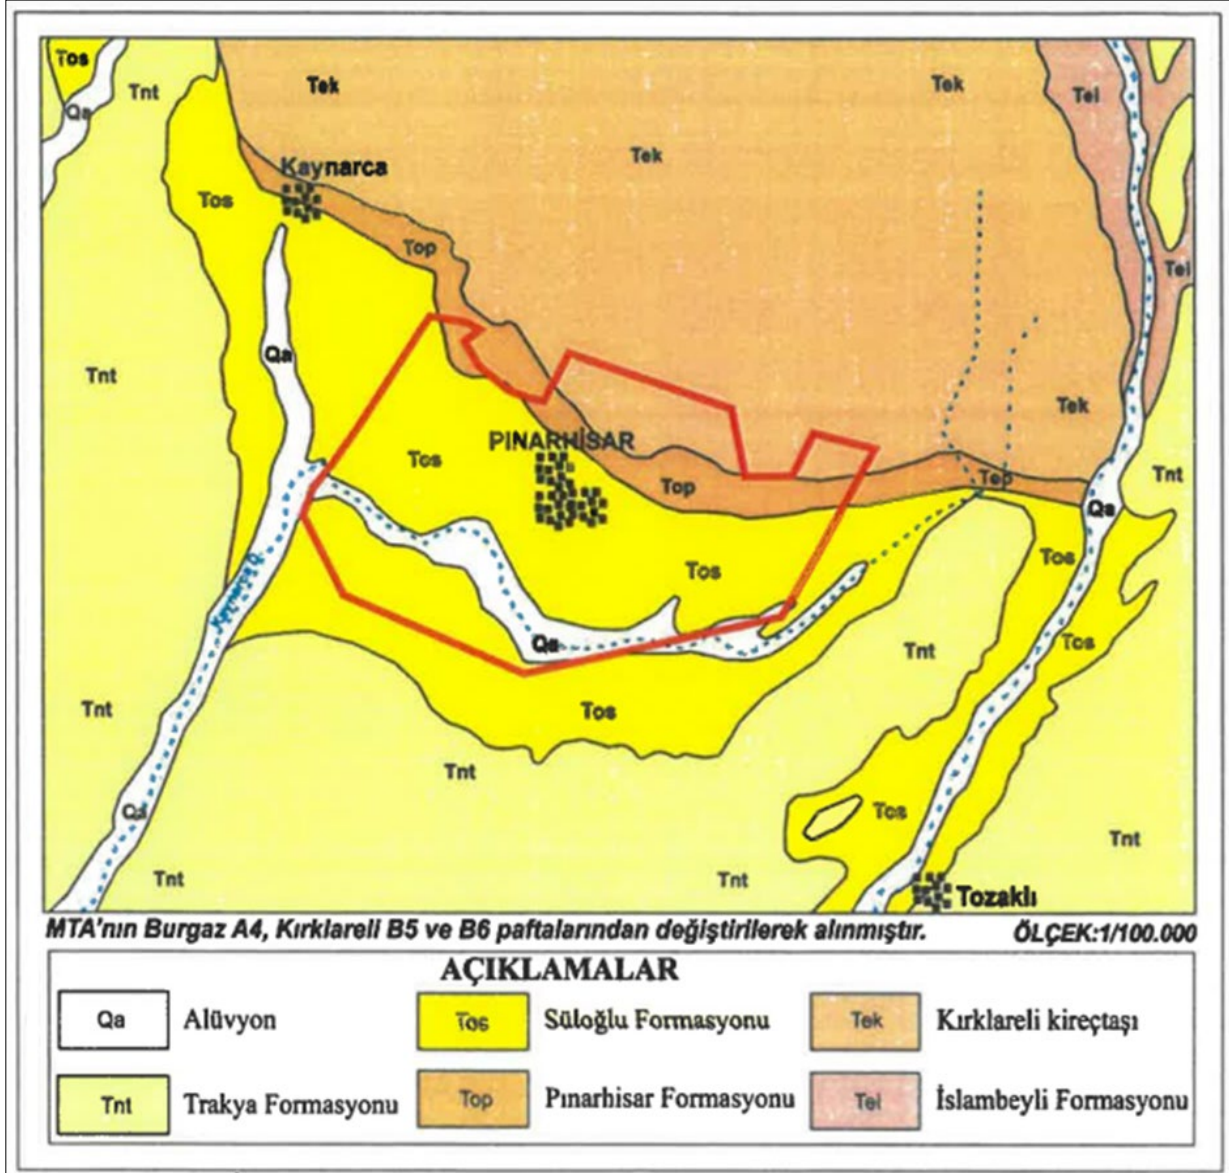 Tos
Tnt
Qa
Tek
Tek
Tel
Tek
Kaynarca
Tos
Top
Tel
Qa
Tnt
Tek
PINARHİSAR
Tos
Top
Tep
Tnt
Qa
Tos
Tos
Kaynarca D.
Qa
Tnt
Tos
Tnt
Tos
Tnt
Qa
Tos
Tnt
Tnt
Tnt
Tozaklı
MTA'nın Burgaz A4, Kırklareli B5 ve B6 paftalarından değiştirilerek alınmıştır.
ÖLÇEK:1/100.000
AÇIKLAMALAR
Qa Alüvyon
Tos Süloğlu Formasyonu
Tek Kırklareli kireçtaşı
Tnt Trakya Formasyonu
Top Pınarhisar Formasyonu
Tel İslambeyli Formasyonu